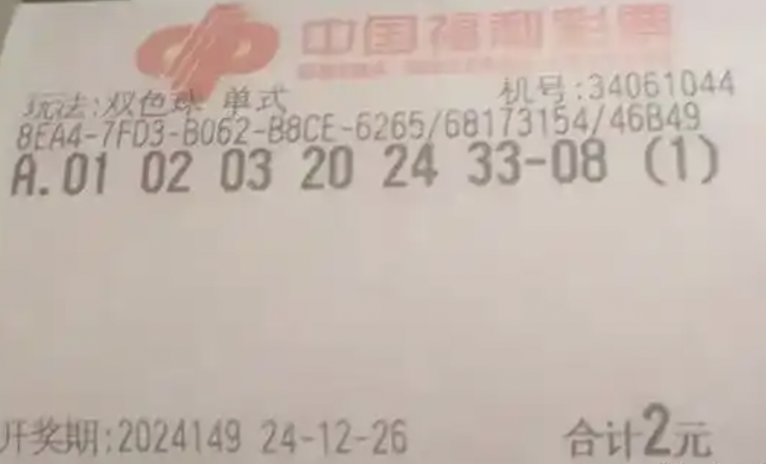 中国福利彩票
玩法:双色球 单式 机号:34061044
8EA4-7FD3-B062-B8CE-6265/68173154/46B49
A.01 02 03 20 24 33-08 (1)
开奖期:2024149 24-12-26 合计2元